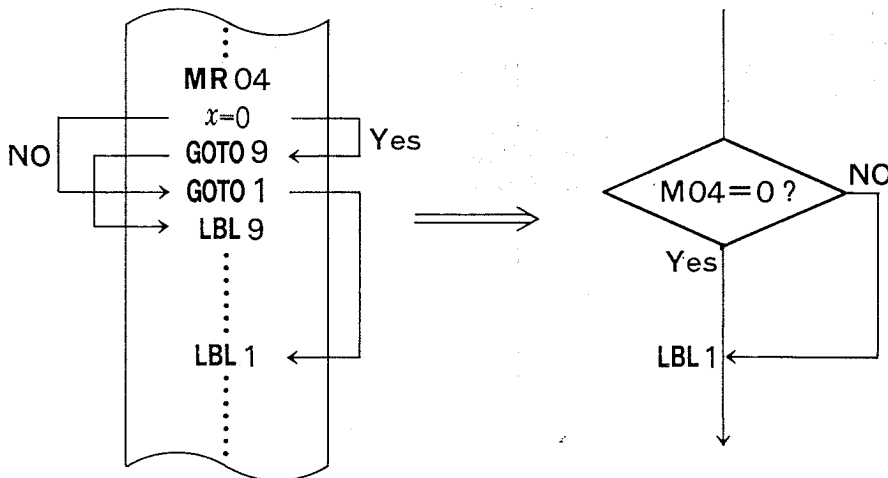 MR 04
x=0
NO
Yes
GOTO 9
GOTO 1
LBL 9
LBL 1
M04=0 ?
NO
Yes
LBL 1